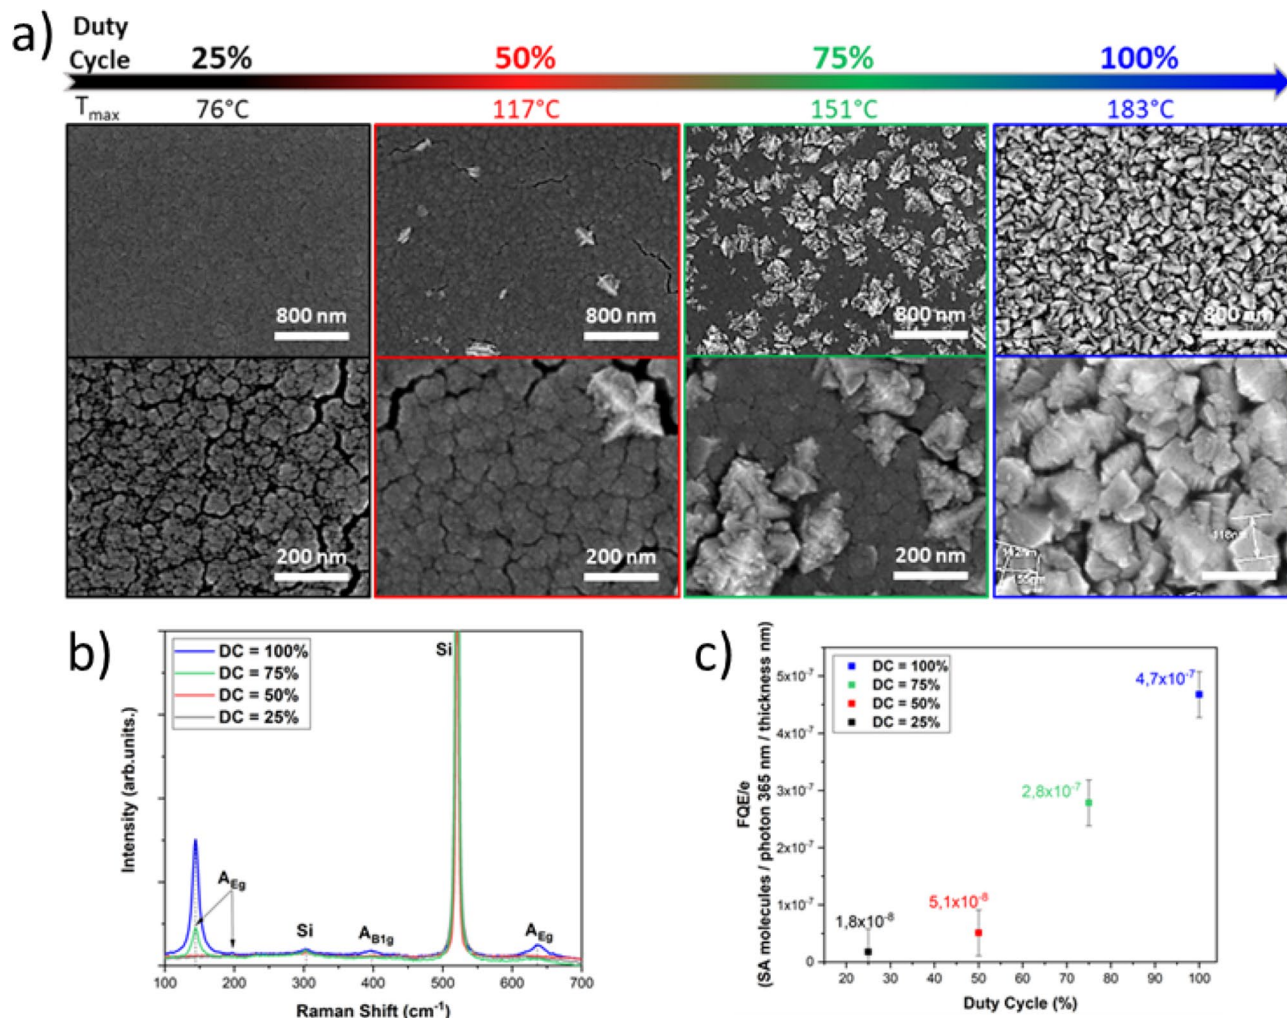 a)
Duty
Cycle
25%
50%
75%
100%
Tmax
76°C
117°C
151°C
183°C
800 nm
800 nm
800 nm
800 nm
200 nm
200 nm
200 nm
118nm
b)
DC = 100%
DC = 75%
DC = 50%
DC = 25%
Si
AEg
Si
AB1g
AEg
Intensity (arb.units.)
100 200 300 400 500 600 700
Raman Shift (cm-1)
c)
DC = 100%
DC = 75%
DC = 50%
DC = 25%
4,7x10-7
2,8x10-7
5,1x10-8
1,8x10-8
FQE/e
(SA molecules / photon 365 nm / thickness nm)
5x10-7
4x10-7
3x10-7
2x10-7
1x10-7
0
20 30 40 50 60 70 80 90 100
Duty Cycle (%)